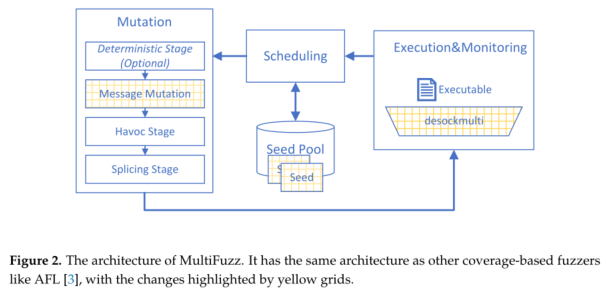 Mutation
Deterministic Stage
(Optional)
Message Mutation
Havoc Stage
Splicing Stage
Scheduling
Seed Pool
Seed
Execution&Monitoring
Executable
desockmulti
Figure 2. The architecture of MultiFuzz. It has the same architecture as other coverage-based fuzzers
like AFL [3], with the changes highlighted by yellow grids.